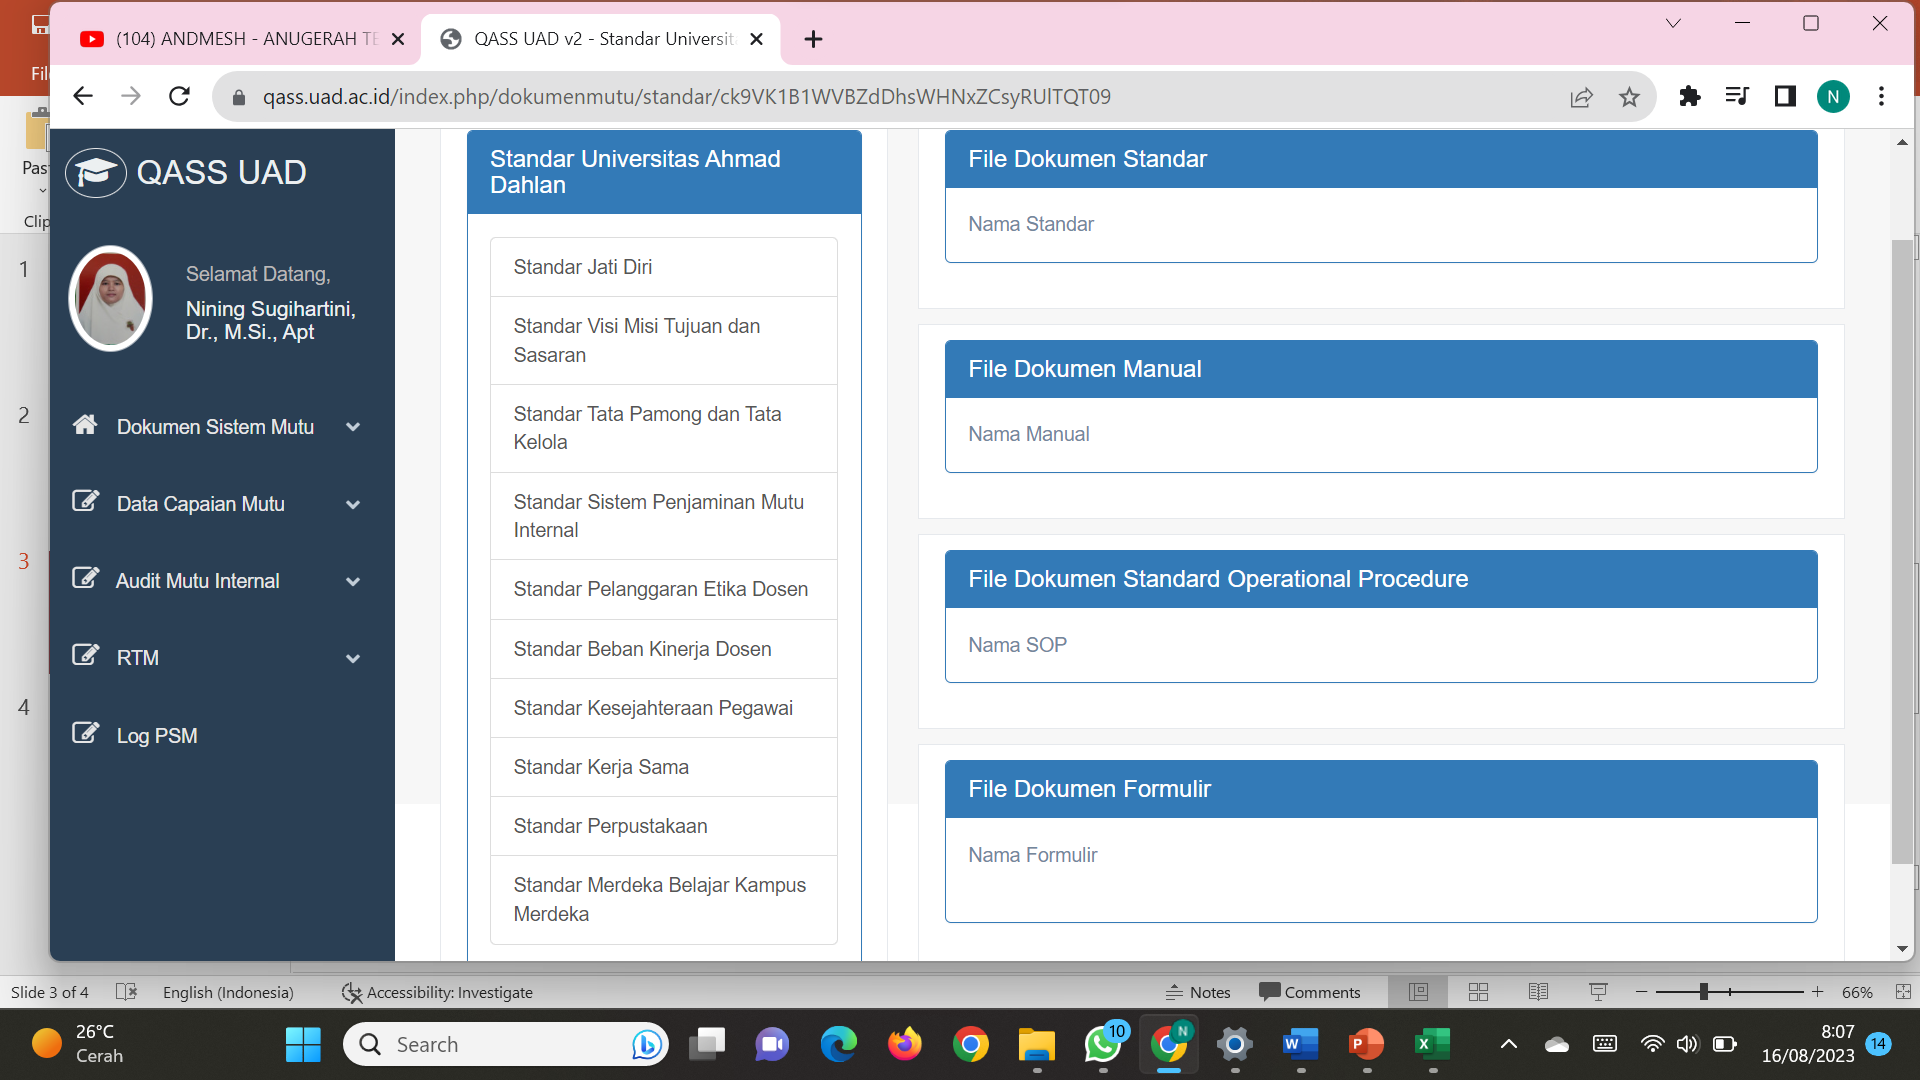 (104) ANDMESH - ANUGERAH TE
QASS UAD v2 - Standar Universit
qass.uad.ac.id/index.php/dokumenmutu/standar/ck9VK1B1WVBZdDhsWHNxZCsyRUlTQT09
N
Fil
Pas
Clip
1
2
3
4
QASS UAD
Selamat Datang,
Nining Sugihartini,
Dr., M.Si., Apt
Dokumen Sistem Mutu
Data Capaian Mutu
Audit Mutu Internal
RTM
Log PSM
Standar Universitas Ahmad
Dahlan
Standar Jati Diri
Standar Visi Misi Tujuan dan
Sasaran
Standar Tata Pamong dan Tata
Kelola
Standar Sistem Penjaminan Mutu
Internal
Standar Pelanggaran Etika Dosen
Standar Beban Kinerja Dosen
Standar Kesejahteraan Pegawai
Standar Kerja Sama
Standar Perpustakaan
Standar Merdeka Belajar Kampus
Merdeka
File Dokumen Standar
Nama Standar
File Dokumen Manual
Nama Manual
File Dokumen Standard Operational Procedure
Nama SOP
File Dokumen Formulir
Nama Formulir
Slide 3 of 4
English (Indonesia)
Accessibility: Investigate
Notes
Comments
66%
26°C
Cerah
Search
10
N
W
P
X
8:07
16/08/2023
14